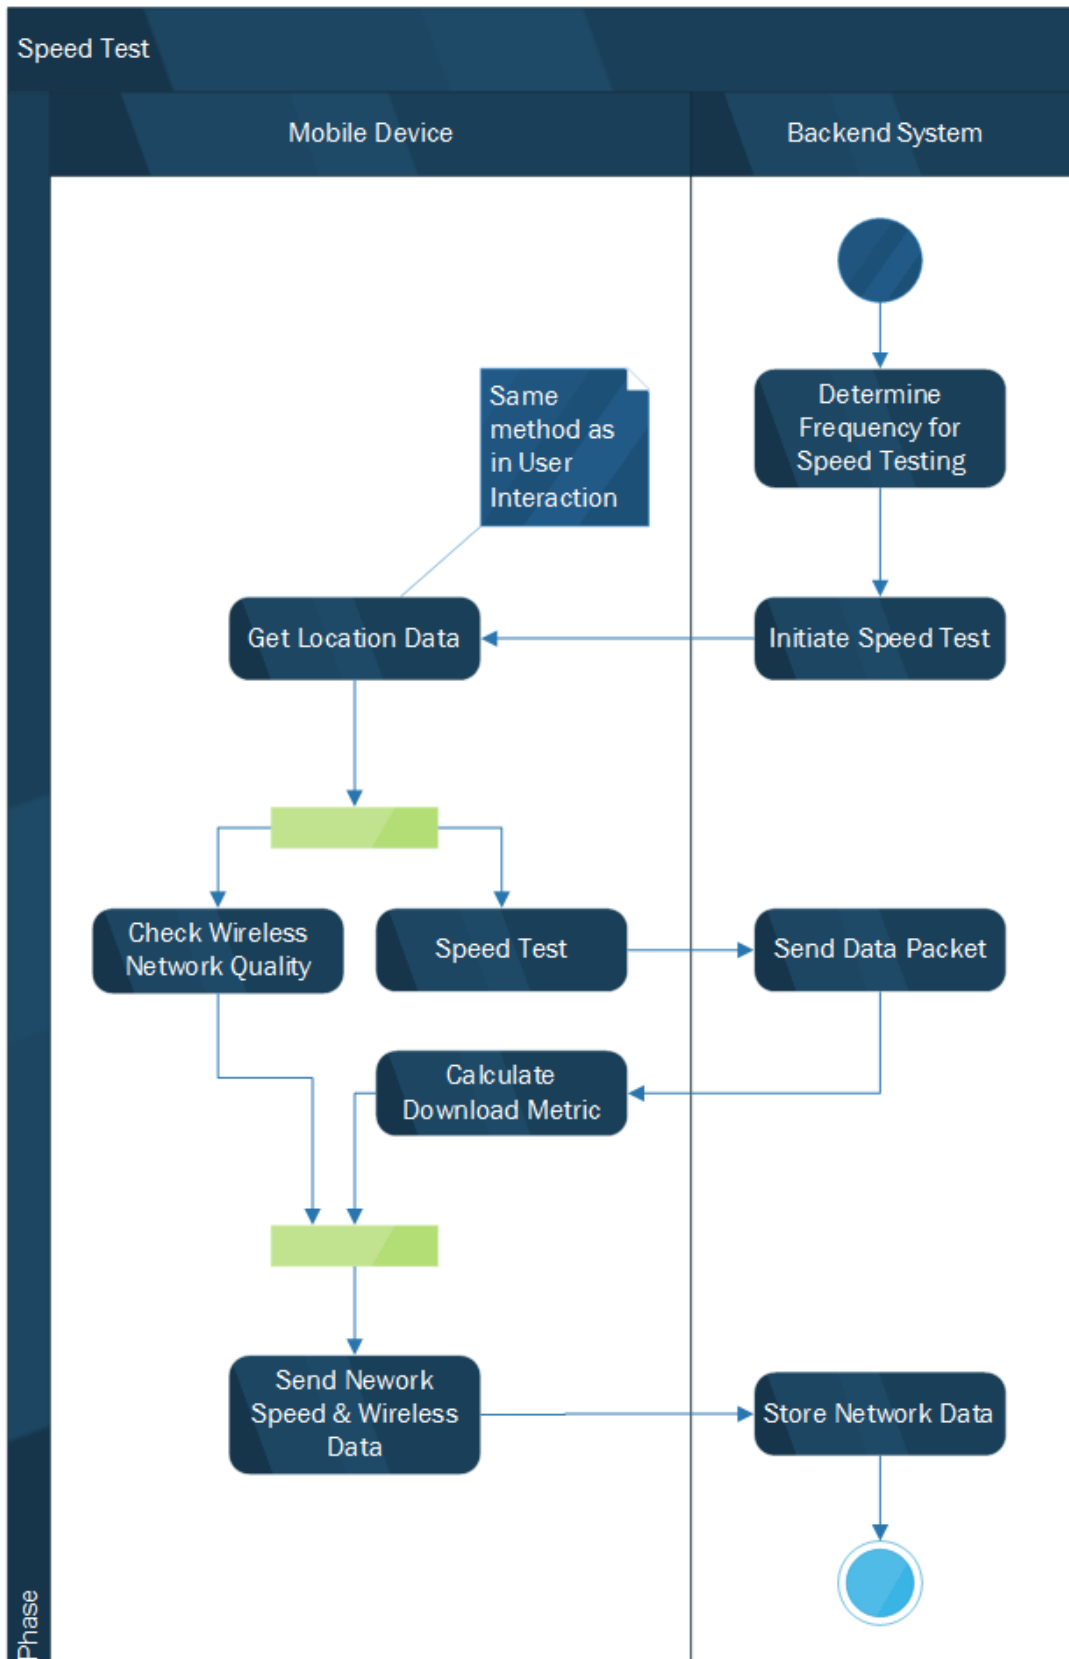 Speed Test
Mobile Device
Backend System
Determine
Frequency for
Speed Testing
Same
method as
in User
Interaction
Get Location Data
Initiate Speed Test
Check Wireless
Network Quality
Speed Test
Send Data Packet
Calculate
Download Metric
Send Nework
Speed & Wireless
Data
Store Network Data
Phase